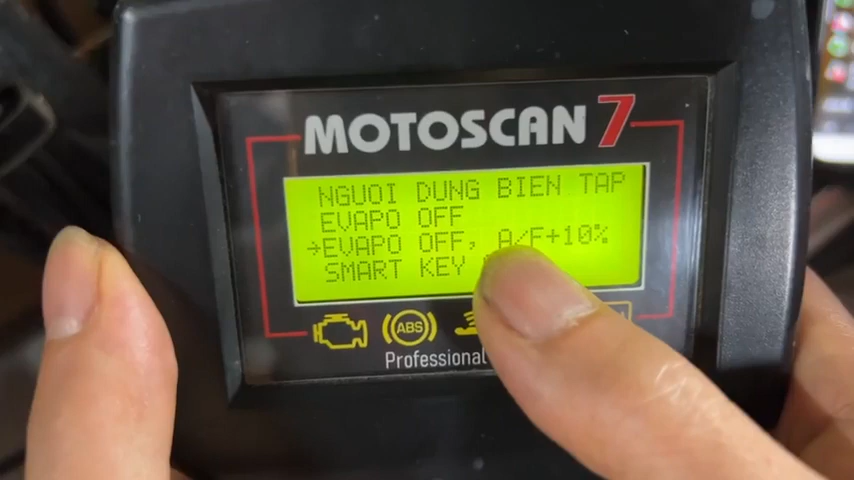 MOTOSCAN 7
NGUOI DUNG BIEN TAP
EVAPO OFF
→EVAPO OFF, A/F+10%
SMART KEY
ABS
Professional